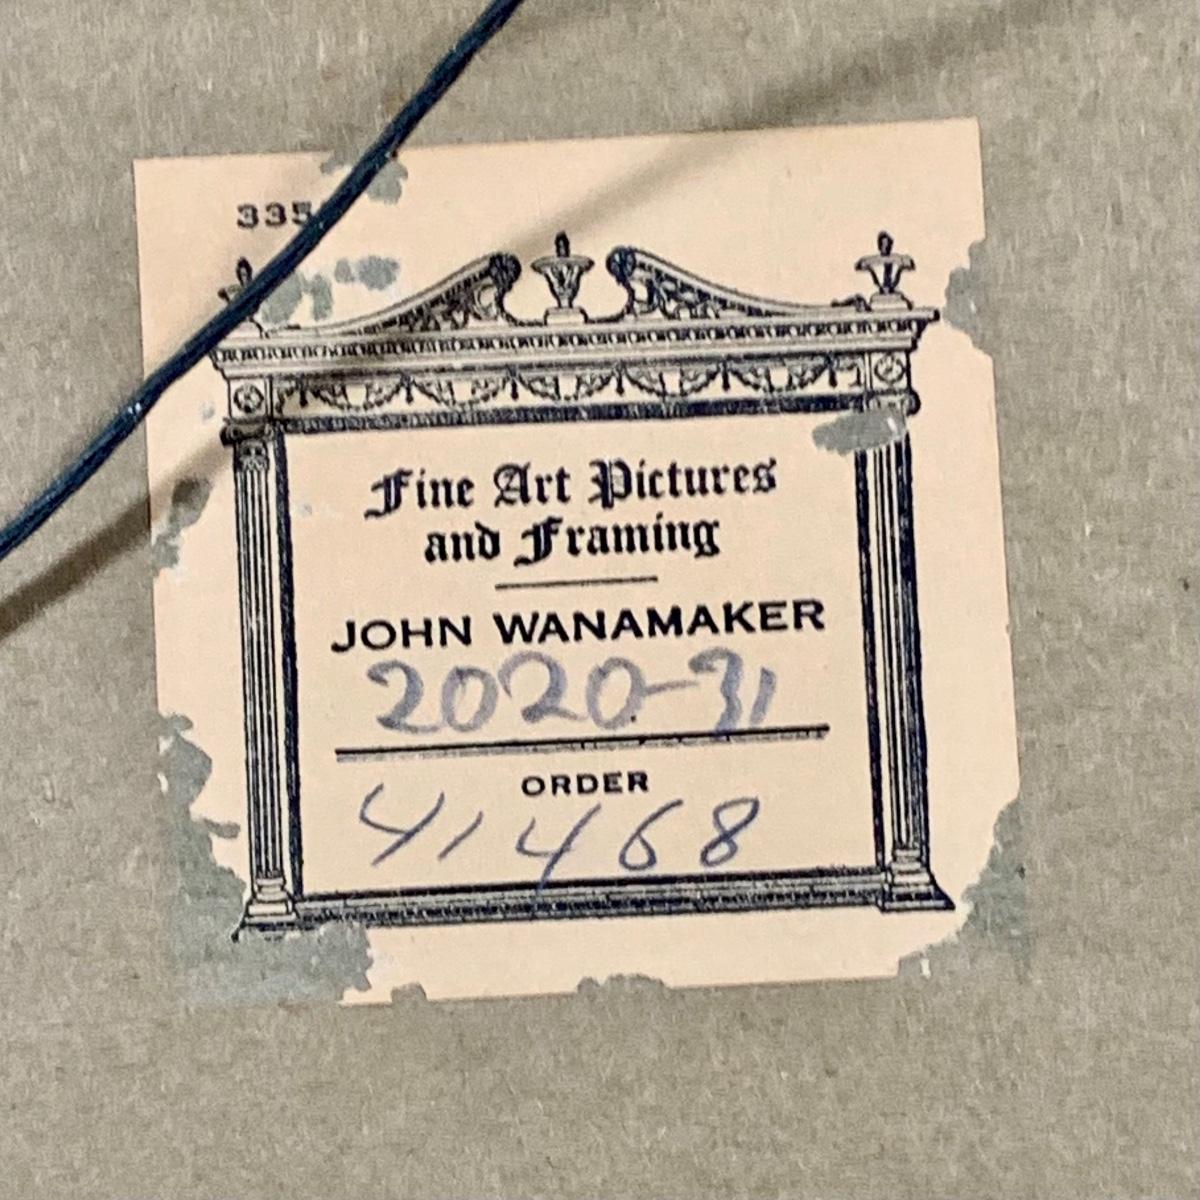 335
Fine Art Pictures
and Framing
JOHN WANAMAKER
2020-31
ORDER
41468